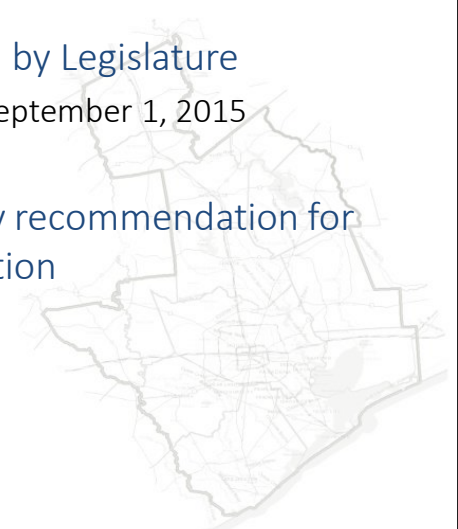 by Legislature
eptember 1, 2015
recommendation for
tion